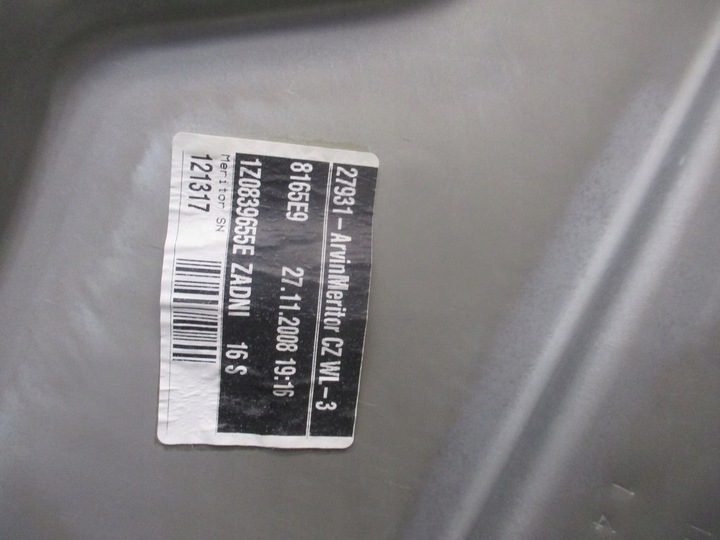 27931-ArvinMeritor CZ WL-3
8165E9 27.11.2008 19:16
1Z0839655E ZADNI 16 S
Meritor SN
121317